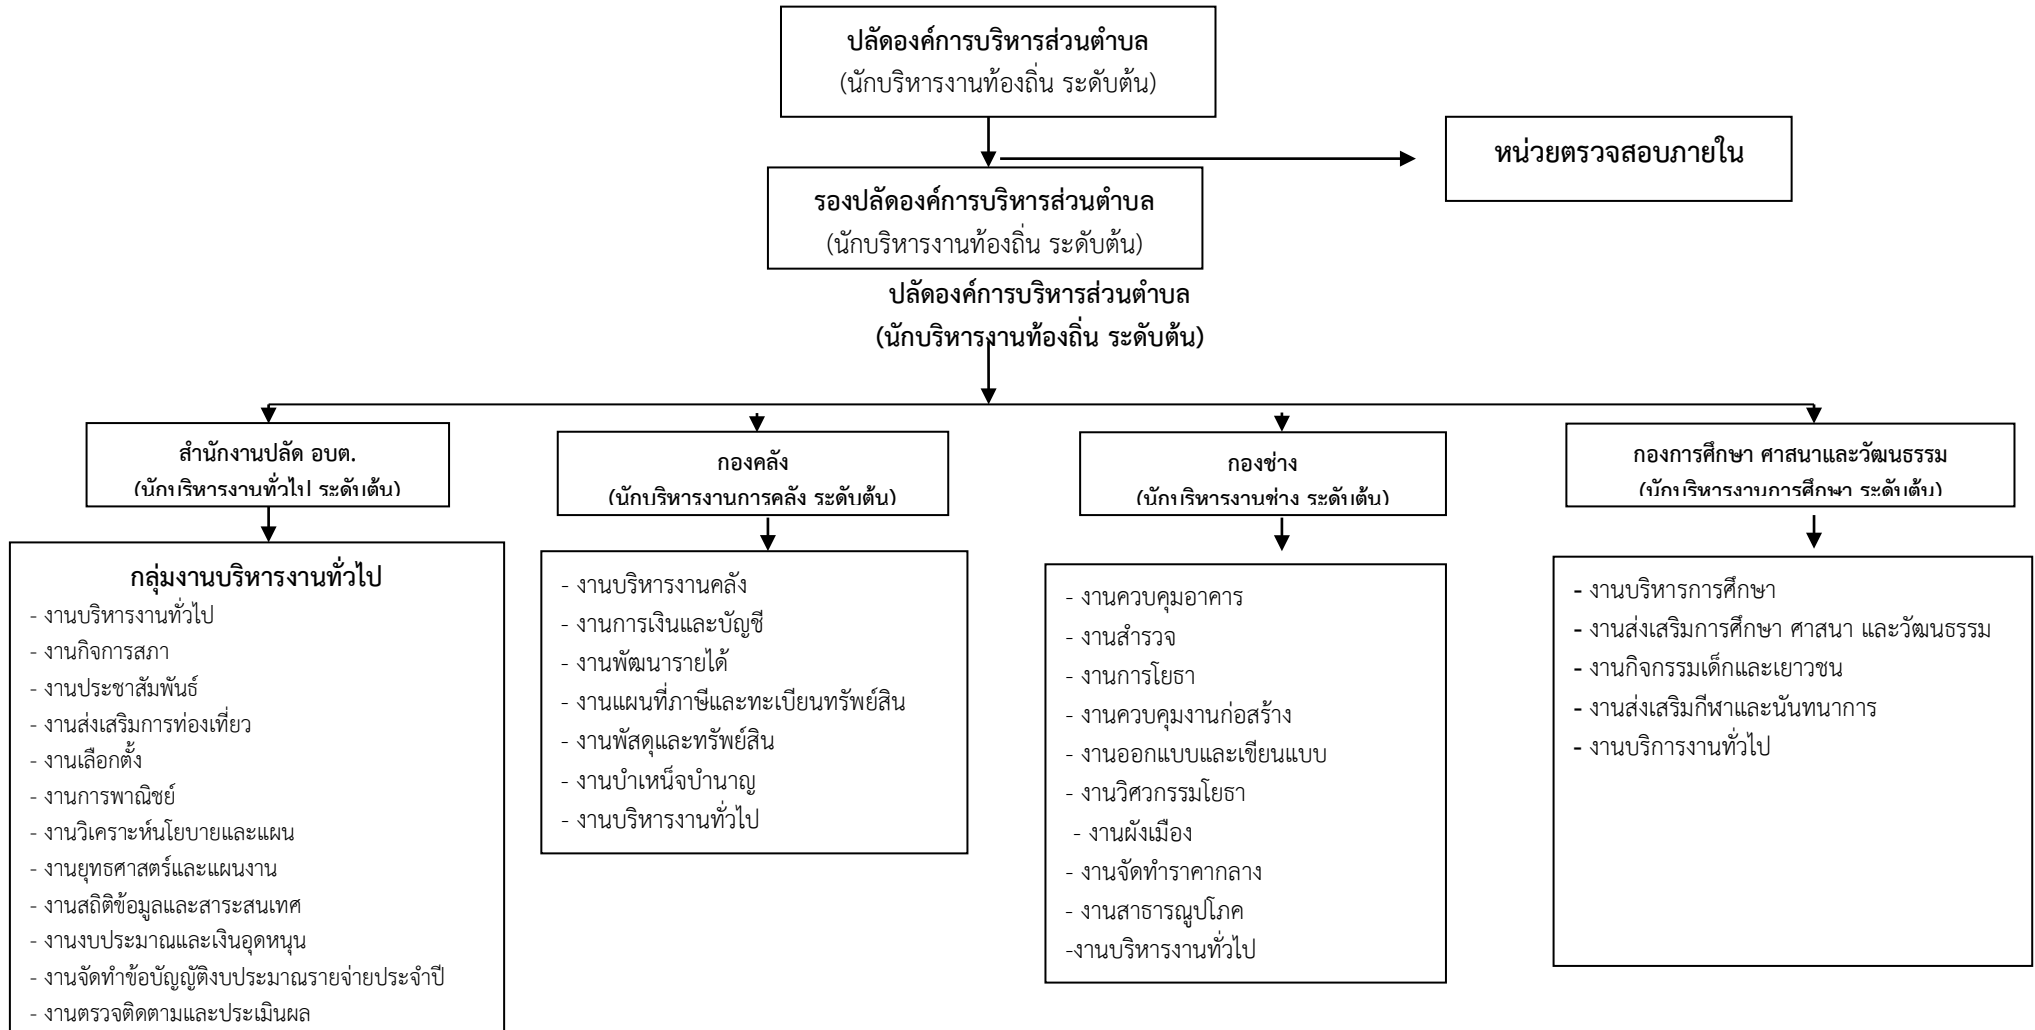 ปลัดองค์การบริหารส่วนตำบล
(นักบริหารงานท้องถิ่น ระดับต้น)
หน่วยตรวจสอบภายใน
รองปลัดองค์การบริหารส่วนตำบล
(นักบริหารงานท้องถิ่น ระดับต้น)
ปลัดองค์การบริหารส่วนตำบล
(นักบริหารงานท้องถิ่น ระดับต้น)
สำนักงานปลัด อบต.
(นักบริหารงานทั่วไป ระดับต้น)
กองคลัง
(นักบริหารงานการคลัง ระดับต้น)
กองช่าง
(นักบริหารงานช่าง ระดับต้น)
กองการศึกษา ศาสนาและวัฒนธรรม
(นักบริหารงานการศึกษา ระดับต้น)
กลุ่มงานบริหารงานทั่วไป
- งานบริหารงานทั่วไป
- งานกิจการสภา
- งานประชาสัมพันธ์
- งานส่งเสริมการท่องเที่ยว
- งานเลือกตั้ง
- งานการพาณิชย์
- งานวิเคราะห์นโยบายและแผน
- งานยุทธศาสตร์และแผนงาน
- งานสถิติข้อมูลและสาระสนเทศ
- งานงบประมาณและเงินอุดหนุน
- งานจัดทำข้อบัญญัติงบประมาณรายจ่ายประจำปี
- งานตรวจติดตามและประเมินผล
- งานบริหารงานคลัง
- งานการเงินและบัญชี
- งานพัฒนารายได้
- งานแผนที่ภาษีและทะเบียนทรัพย์สิน
- งานพัสดุและทรัพย์สิน
- งานบำเหน็จบำนาญ
- งานบริหารงานทั่วไป
- งานควบคุมอาคาร
- งานสำรวจ
- งานการโยธา
- งานควบคุมงานก่อสร้าง
- งานออกแบบและเขียนแบบ
- งานวิศวกรรมโยธา
- งานผังเมือง
- งานจัดทำราคากลาง
- งานสาธารณูปโภค
-งานบริหารงานทั่วไป
- งานบริหารการศึกษา
- งานส่งเสริมการศึกษา ศาสนา และวัฒนธรรม
- งานกิจกรรมเด็กและเยาวชน
- งานส่งเสริมกีฬาและนันทนาการ
- งานบริการงานทั่วไป